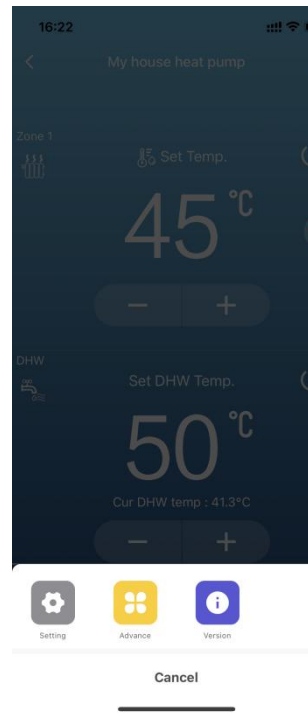 16:22
My house heat pump
Zone 1
Set Temp.
45 °C
DHW
Set DHW Temp.
50 °C
Cur DHW temp : 41.3°C
Setting Advance Version
Cancel